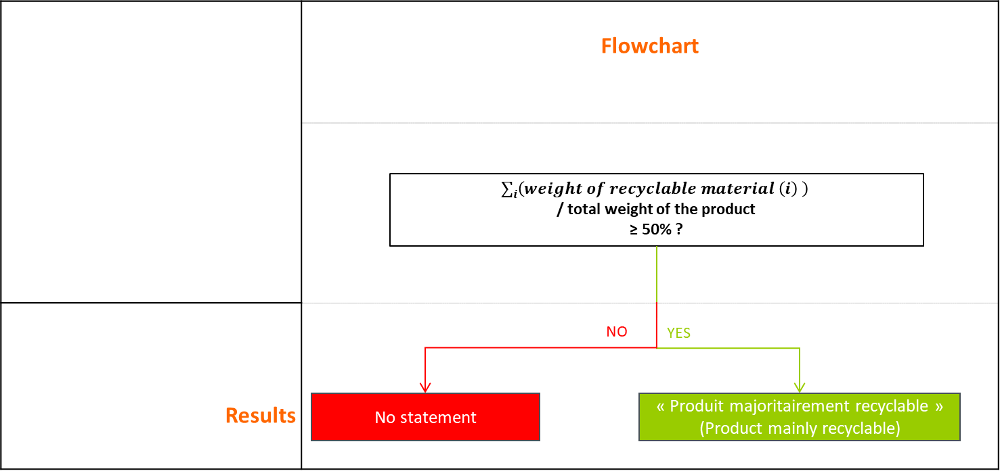 Flowchart
∑ᵢ(weight of recyclable material (i) )
/ total weight of the product
≥ 50% ?
NO
YES
Results
No statement
« Produit majoritairement recyclable »
(Product mainly recyclable)